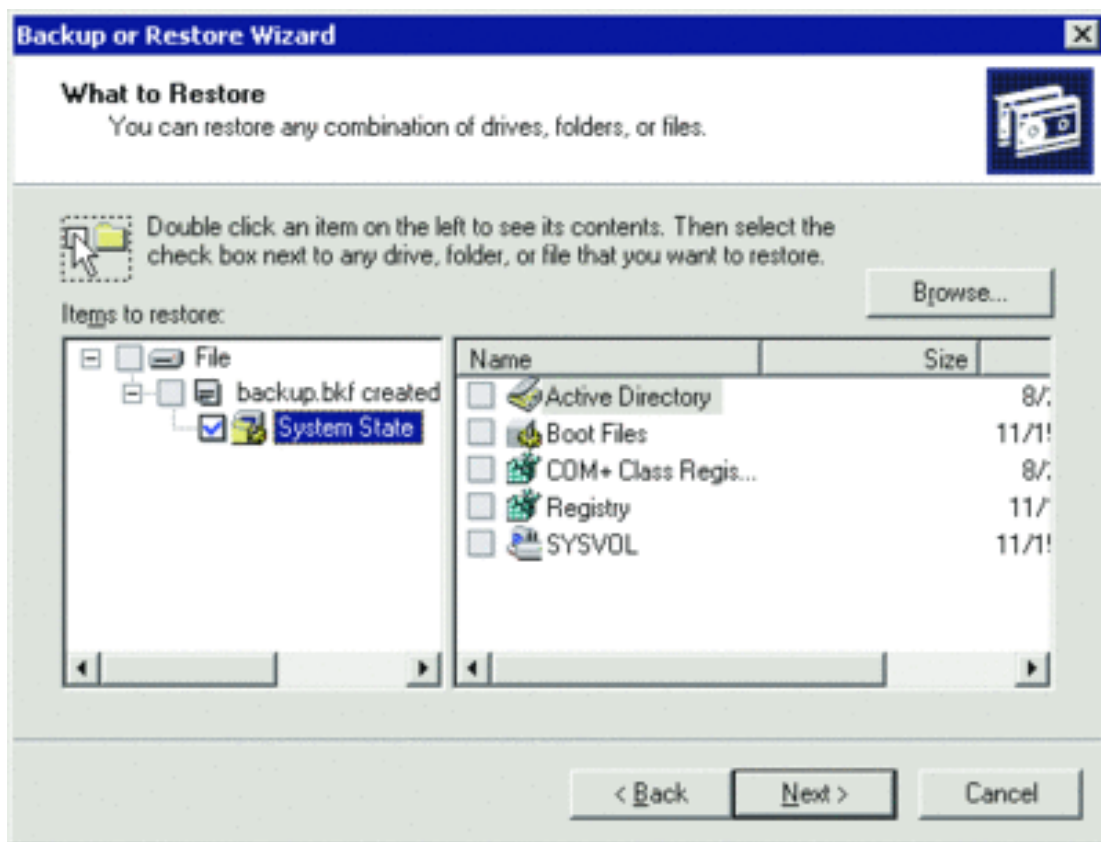 Backup or Restore Wizard
What to Restore
You can restore any combination of drives, folders, or files.
Double click an item on the left to see its contents. Then select the
check box next to any drive, folder, or file that you want to restore.
Browse...
Items to restore:
File
backup.bkf created
System State
Name Size
Active Directory 8/
Boot Files 11/1
COM+ Class Regis... 8/
Registry 11/
SYSVOL 11/1
< Back Next > Cancel